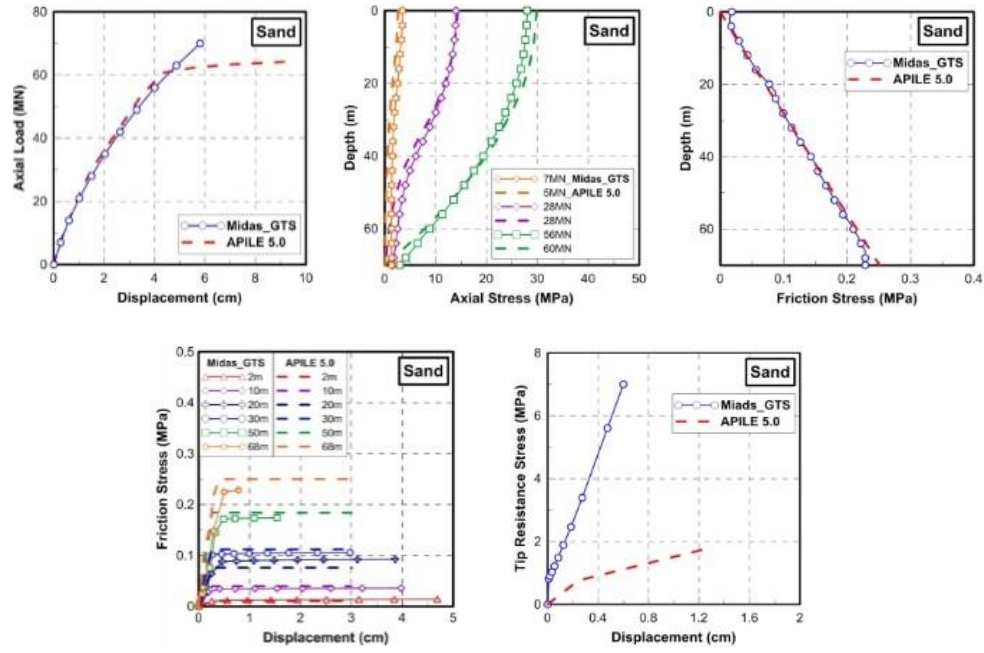 Sand
80
60
40
20
0
Axial Load (MN)
0 2 4 6 8 10
Displacement (cm)
Midas_GTS
APILE 5.0
Sand
0
20
40
60
Depth (m)
0 10 20 30 40 50
Axial Stress (MPa)
7MN_Midas_GTS
5MN_APILE 5.0
28MN
28MN
56MN
60MN
Sand
0
20
40
60
Depth (m)
0 0.1 0.2 0.3 0.4
Friction Stress (MPa)
Midas_GTS
APILE 5.0
Sand
0.5
0.4
0.3
0.2
0.1
0
Friction Stress (MPa)
0 1 2 3 4 5
Displacement (cm)
Midas_GTS APILE 5.0
2m 2m
10m 10m
20m 20m
30m 30m
50m 50m
68m 68m
Sand
8
6
4
2
0
Tip Resistance Stress (MPa)
0 0.4 0.8 1.2 1.6 2
Displacement (cm)
Miads_GTS
APILE 5.0